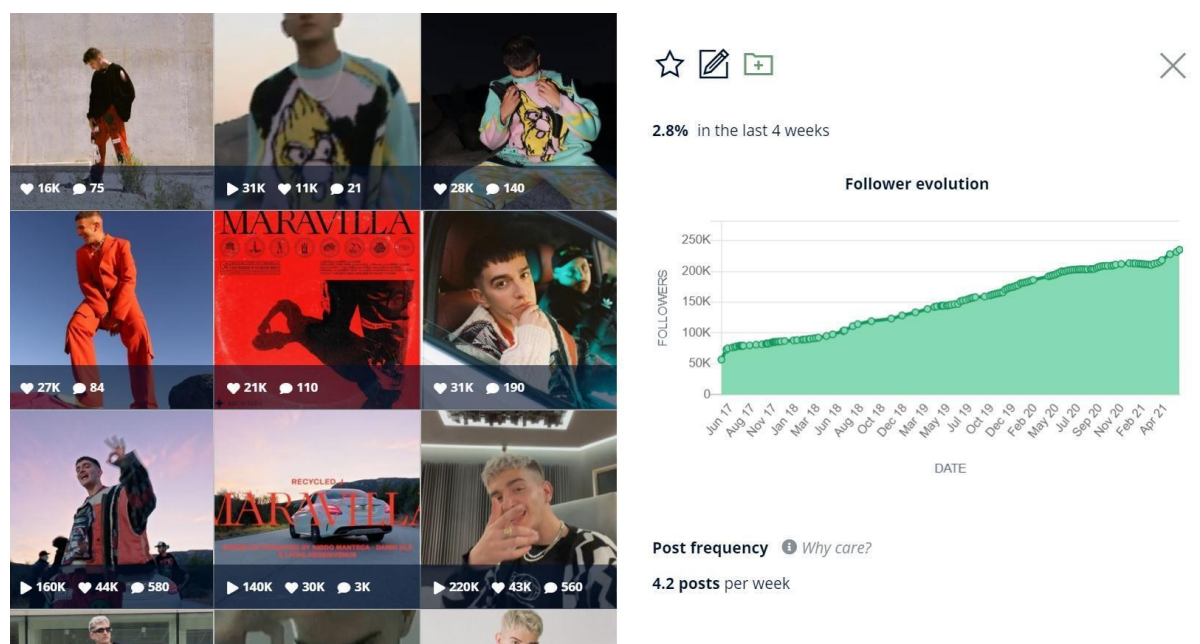 16K 75
31K 11K 21
28K 140
MARAVILLA
27K 84
21K 110
31K 190
RECYCLED J
MARAVILLA
160K 44K 580
140K 30K 3K
220K 43K 560
2.8% in the last 4 weeks
Follower evolution
FOLLOWERS
250K
200K
150K
100K
50K
0
Jun 17
Aug 17
Nov 17
Jan 18
Mar 18
Jun 18
Aug 18
Oct 18
Dec 18
Mar 19
May 19
Jul 19
Oct 19
Dec 19
Feb 20
May 20
Jul 20
Sep 20
Nov 20
Feb 21
Apr 21
DATE
Post frequency Why care?
4.2 posts per week